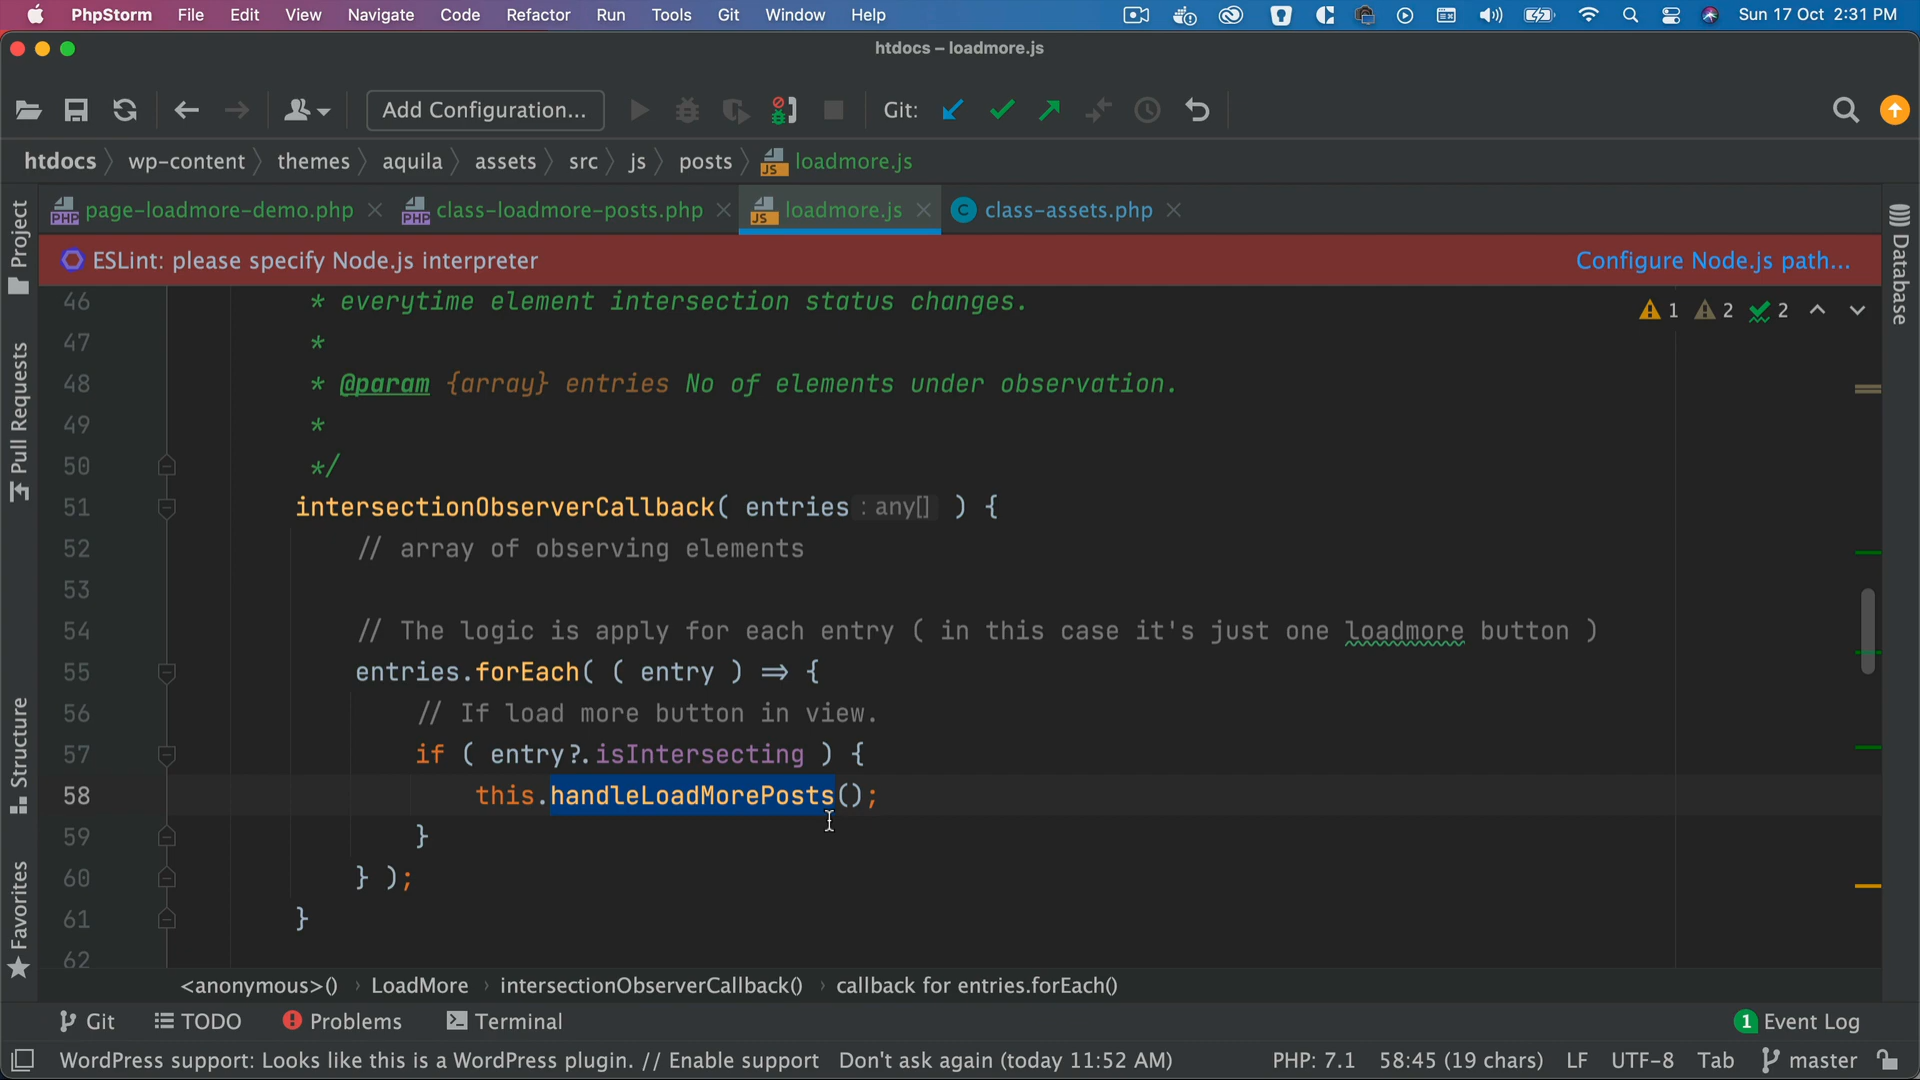 PhpStorm File Edit View Navigate Code Refactor Run Tools Git Window Help Sun 17 Oct 2:31 PM
htdocs – loadmore.js
Add Configuration... Git:
htdocs wp-content themes aquila assets src js posts loadmore.js
page-loadmore-demo.php class-loadmore-posts.php loadmore.js class-assets.php
ESLint: please specify Node.js interpreter Configure Node.js path...
1 2 2
46 * everytime element intersection status changes.
47 *
48 * @param {array} entries No of elements under observation.
49 *
50 */
51 intersectionObserverCallback( entries : any[] ) {
52 // array of observing elements
53
54 // The logic is apply for each entry ( in this case it's just one loadmore button )
55 entries.forEach( ( entry ) => {
56 // If load more button in view.
57 if ( entry?.isIntersecting ) {
58 this.handleLoadMorePosts();
59 }
60 } );
61 }
62
Project
Pull Requests
Structure
Favorites
Database
<anonymous>() LoadMore intersectionObserverCallback() callback for entries.forEach()
Git TODO Problems Terminal 1 Event Log
WordPress support: Looks like this is a WordPress plugin. // Enable support Don't ask again (today 11:52 AM) PHP: 7.1 58:45 (19 chars) LF UTF-8 Tab master